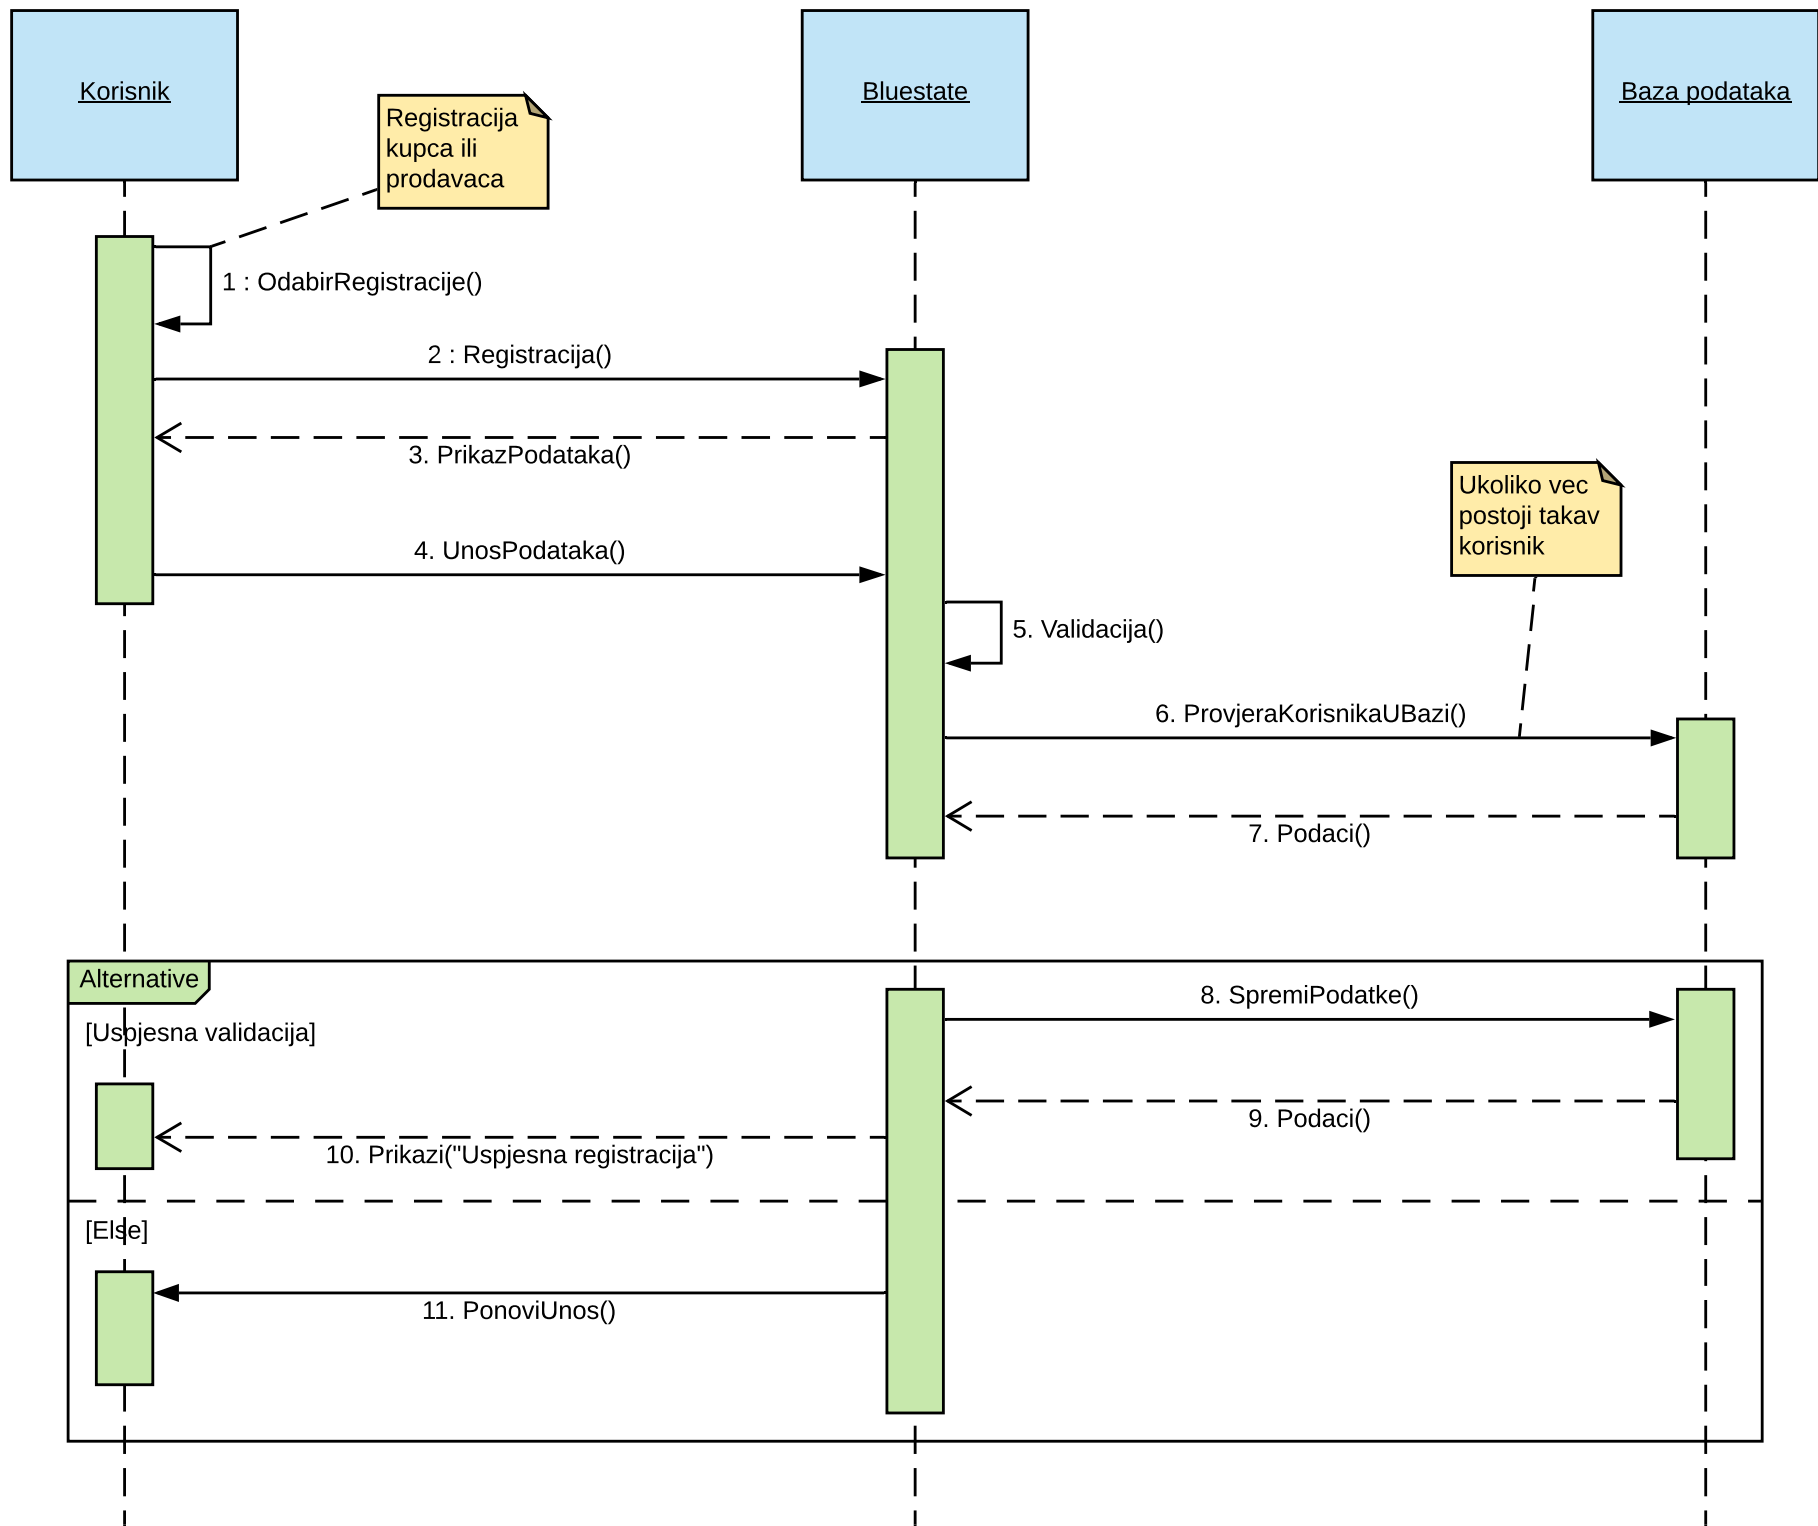 Korisnik
Bluestate
Baza podataka
Registracija
kupca ili
prodavaca
1 : OdabirRegistracije()
2 : Registracija()
3. PrikazPodataka()
Ukoliko vec
postoji takav
korisnik
4. UnosPodataka()
5. Validacija()
6. ProvjeraKorisnikaUBazi()
7. Podaci()
Alternative
8. SpremiPodatke()
[Uspjesna validacija]
9. Podaci()
10. Prikazi("Uspjesna registracija")
[Else]
11. PonoviUnos()